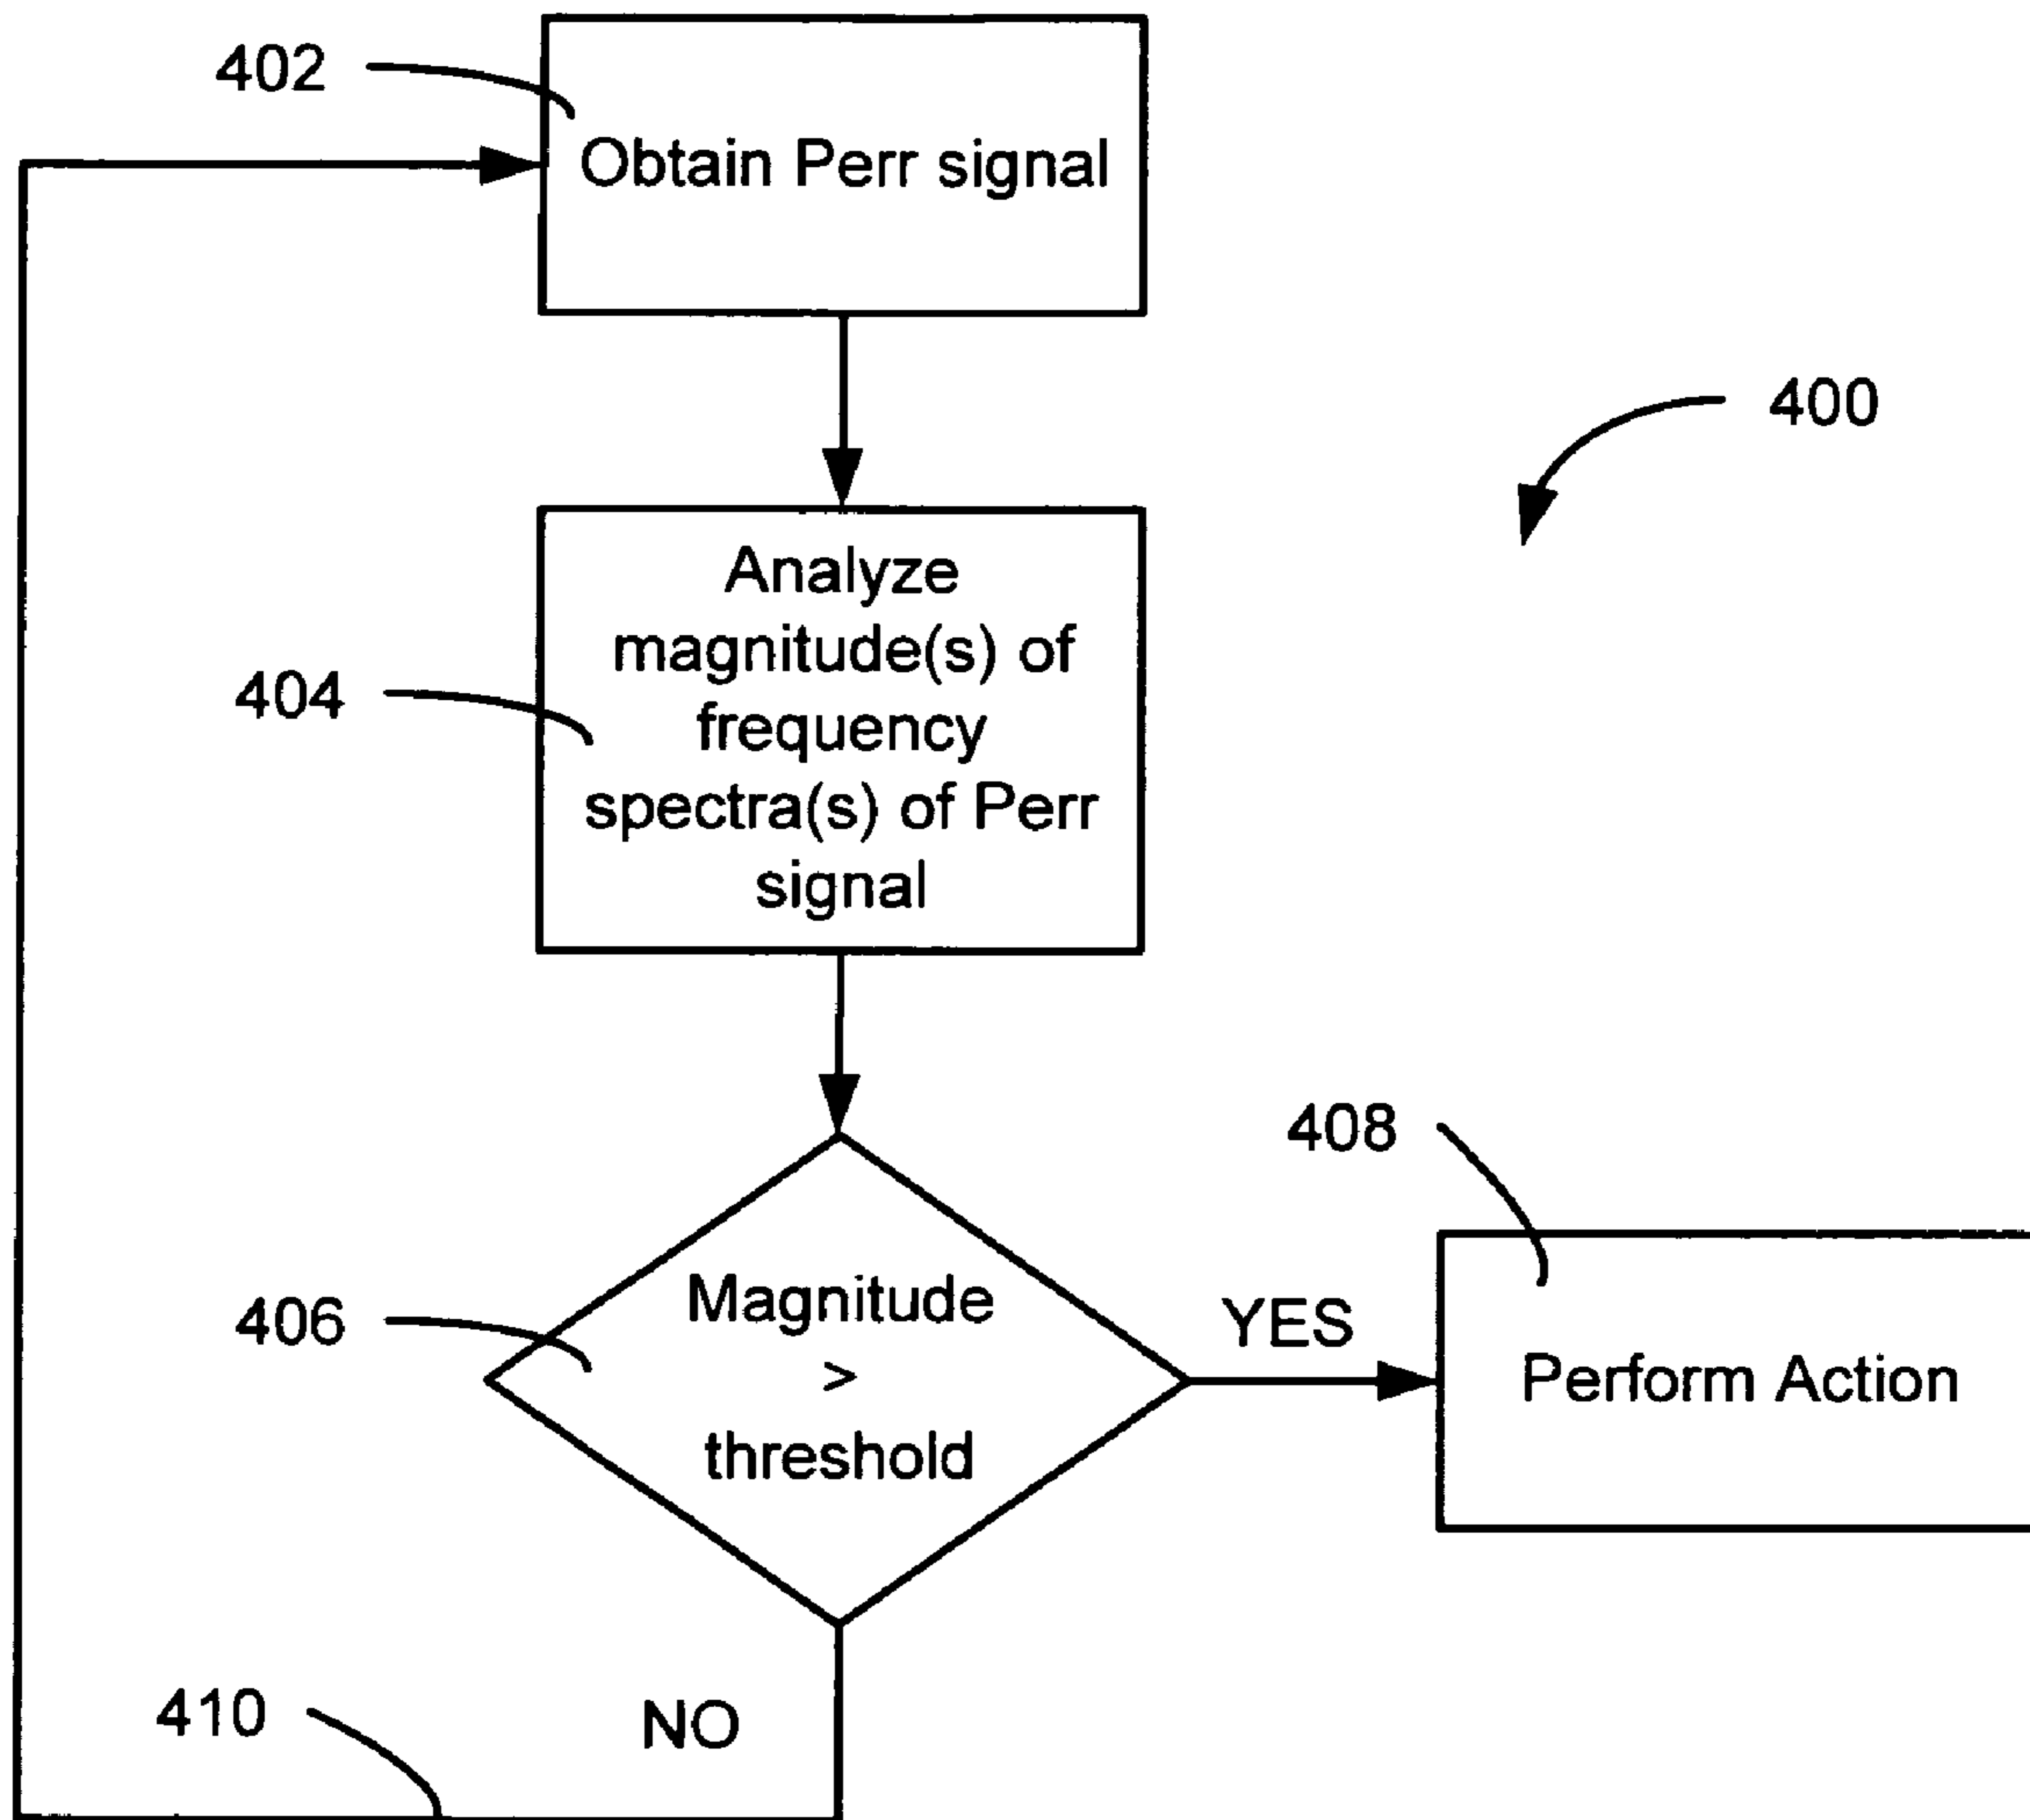 402
Obtain Perr signal
400
Analyze
magnitude(s) of
frequency
spectra(s) of Perr
signal
404
408
Magnitude
>
threshold
406
YES
Perform Action
410
NO